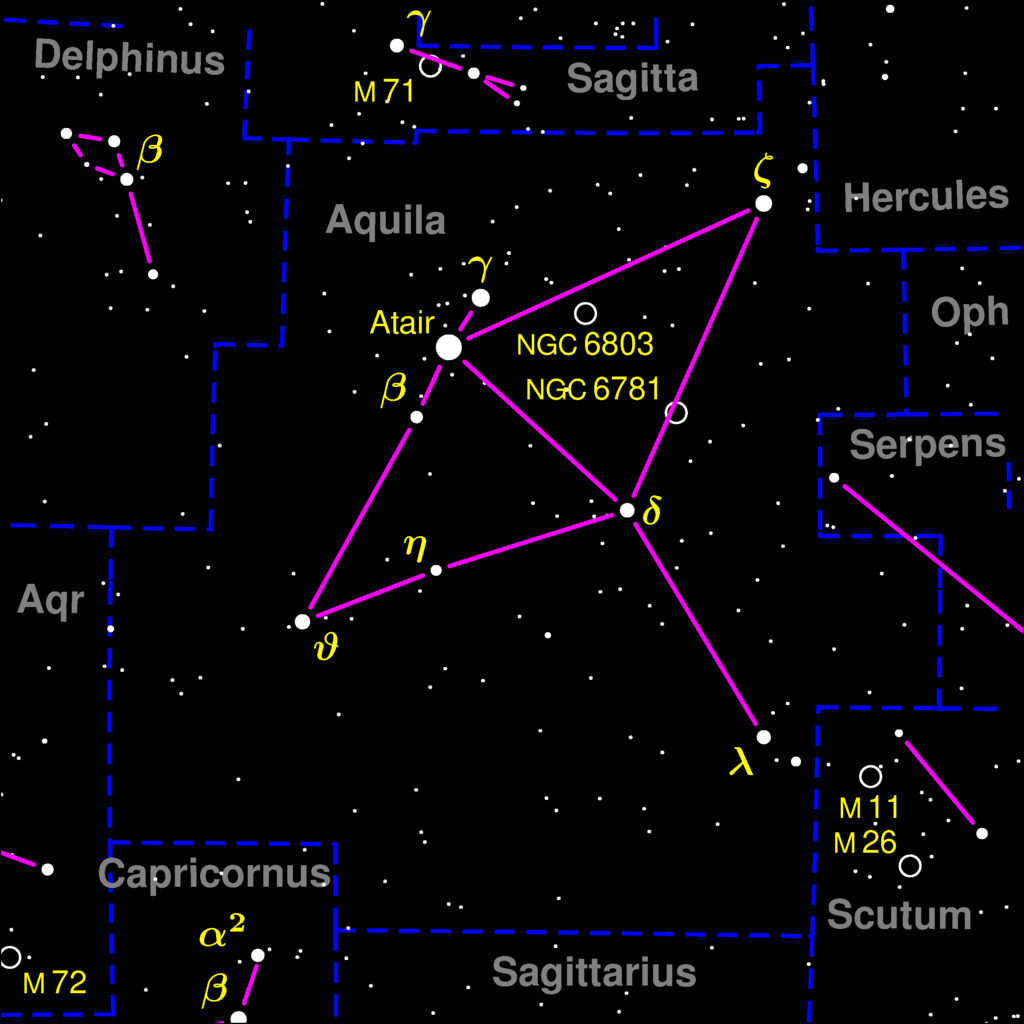 γ
Delphinus
Sagitta
M 71
β
ζ
Hercules
Aquila
γ
Oph
Atair
NGC 6803
β
NGC 6781
Serpens
δ
η
Aqr
ϑ
λ
M 11
M 26
Capricornus
Scutum
α²
Sagittarius
M 72
β